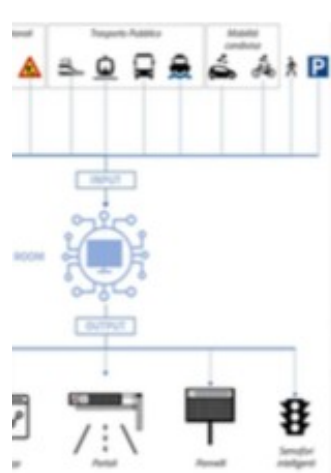 Trasporto Pubblico
Mobilità
condivisa
P
INPUT
ROOM
OUTPUT
Portali
Pannelli
Semafori
intelligenti